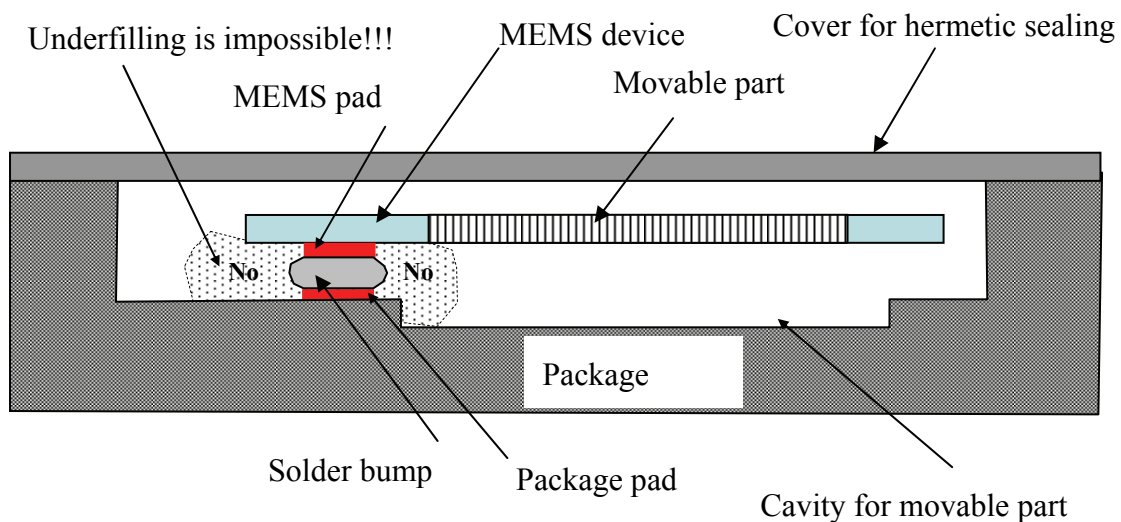 Underfilling is impossible!!!
MEMS device
Cover for hermetic sealing
MEMS pad
Movable part
No
No
Package
Solder bump
Package pad
Cavity for movable part